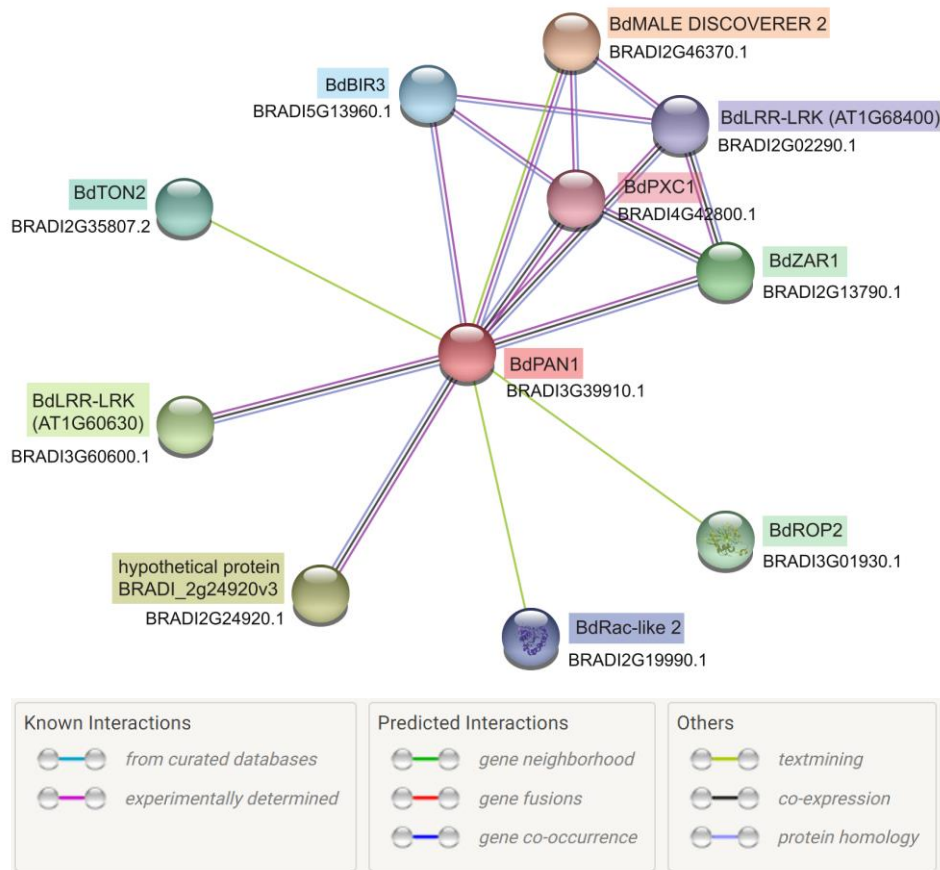 BdMALE DISCOVERER 2
BRADI2G46370.1
BdBIR3
BRADI5G13960.1
BdLRR-LRK (AT1G68400)
BRADI2G02290.1
BdPXC1
BRADI4G42800.1
BdTON2
BRADI2G35807.2
BdZAR1
BRADI2G13790.1
BdPAN1
BRADI3G39910.1
BdLRR-LRK
(AT1G60630)
BRADI3G60600.1
BdROP2
BRADI3G01930.1
hypothetical protein
BRADI_2g24920v3
BRADI2G24920.1
BdRac-like 2
BRADI2G19990.1
Known Interactions
from curated databases
experimentally determined
Predicted Interactions
gene neighborhood
gene fusions
gene co-occurrence
Others
textmining
co-expression
protein homology